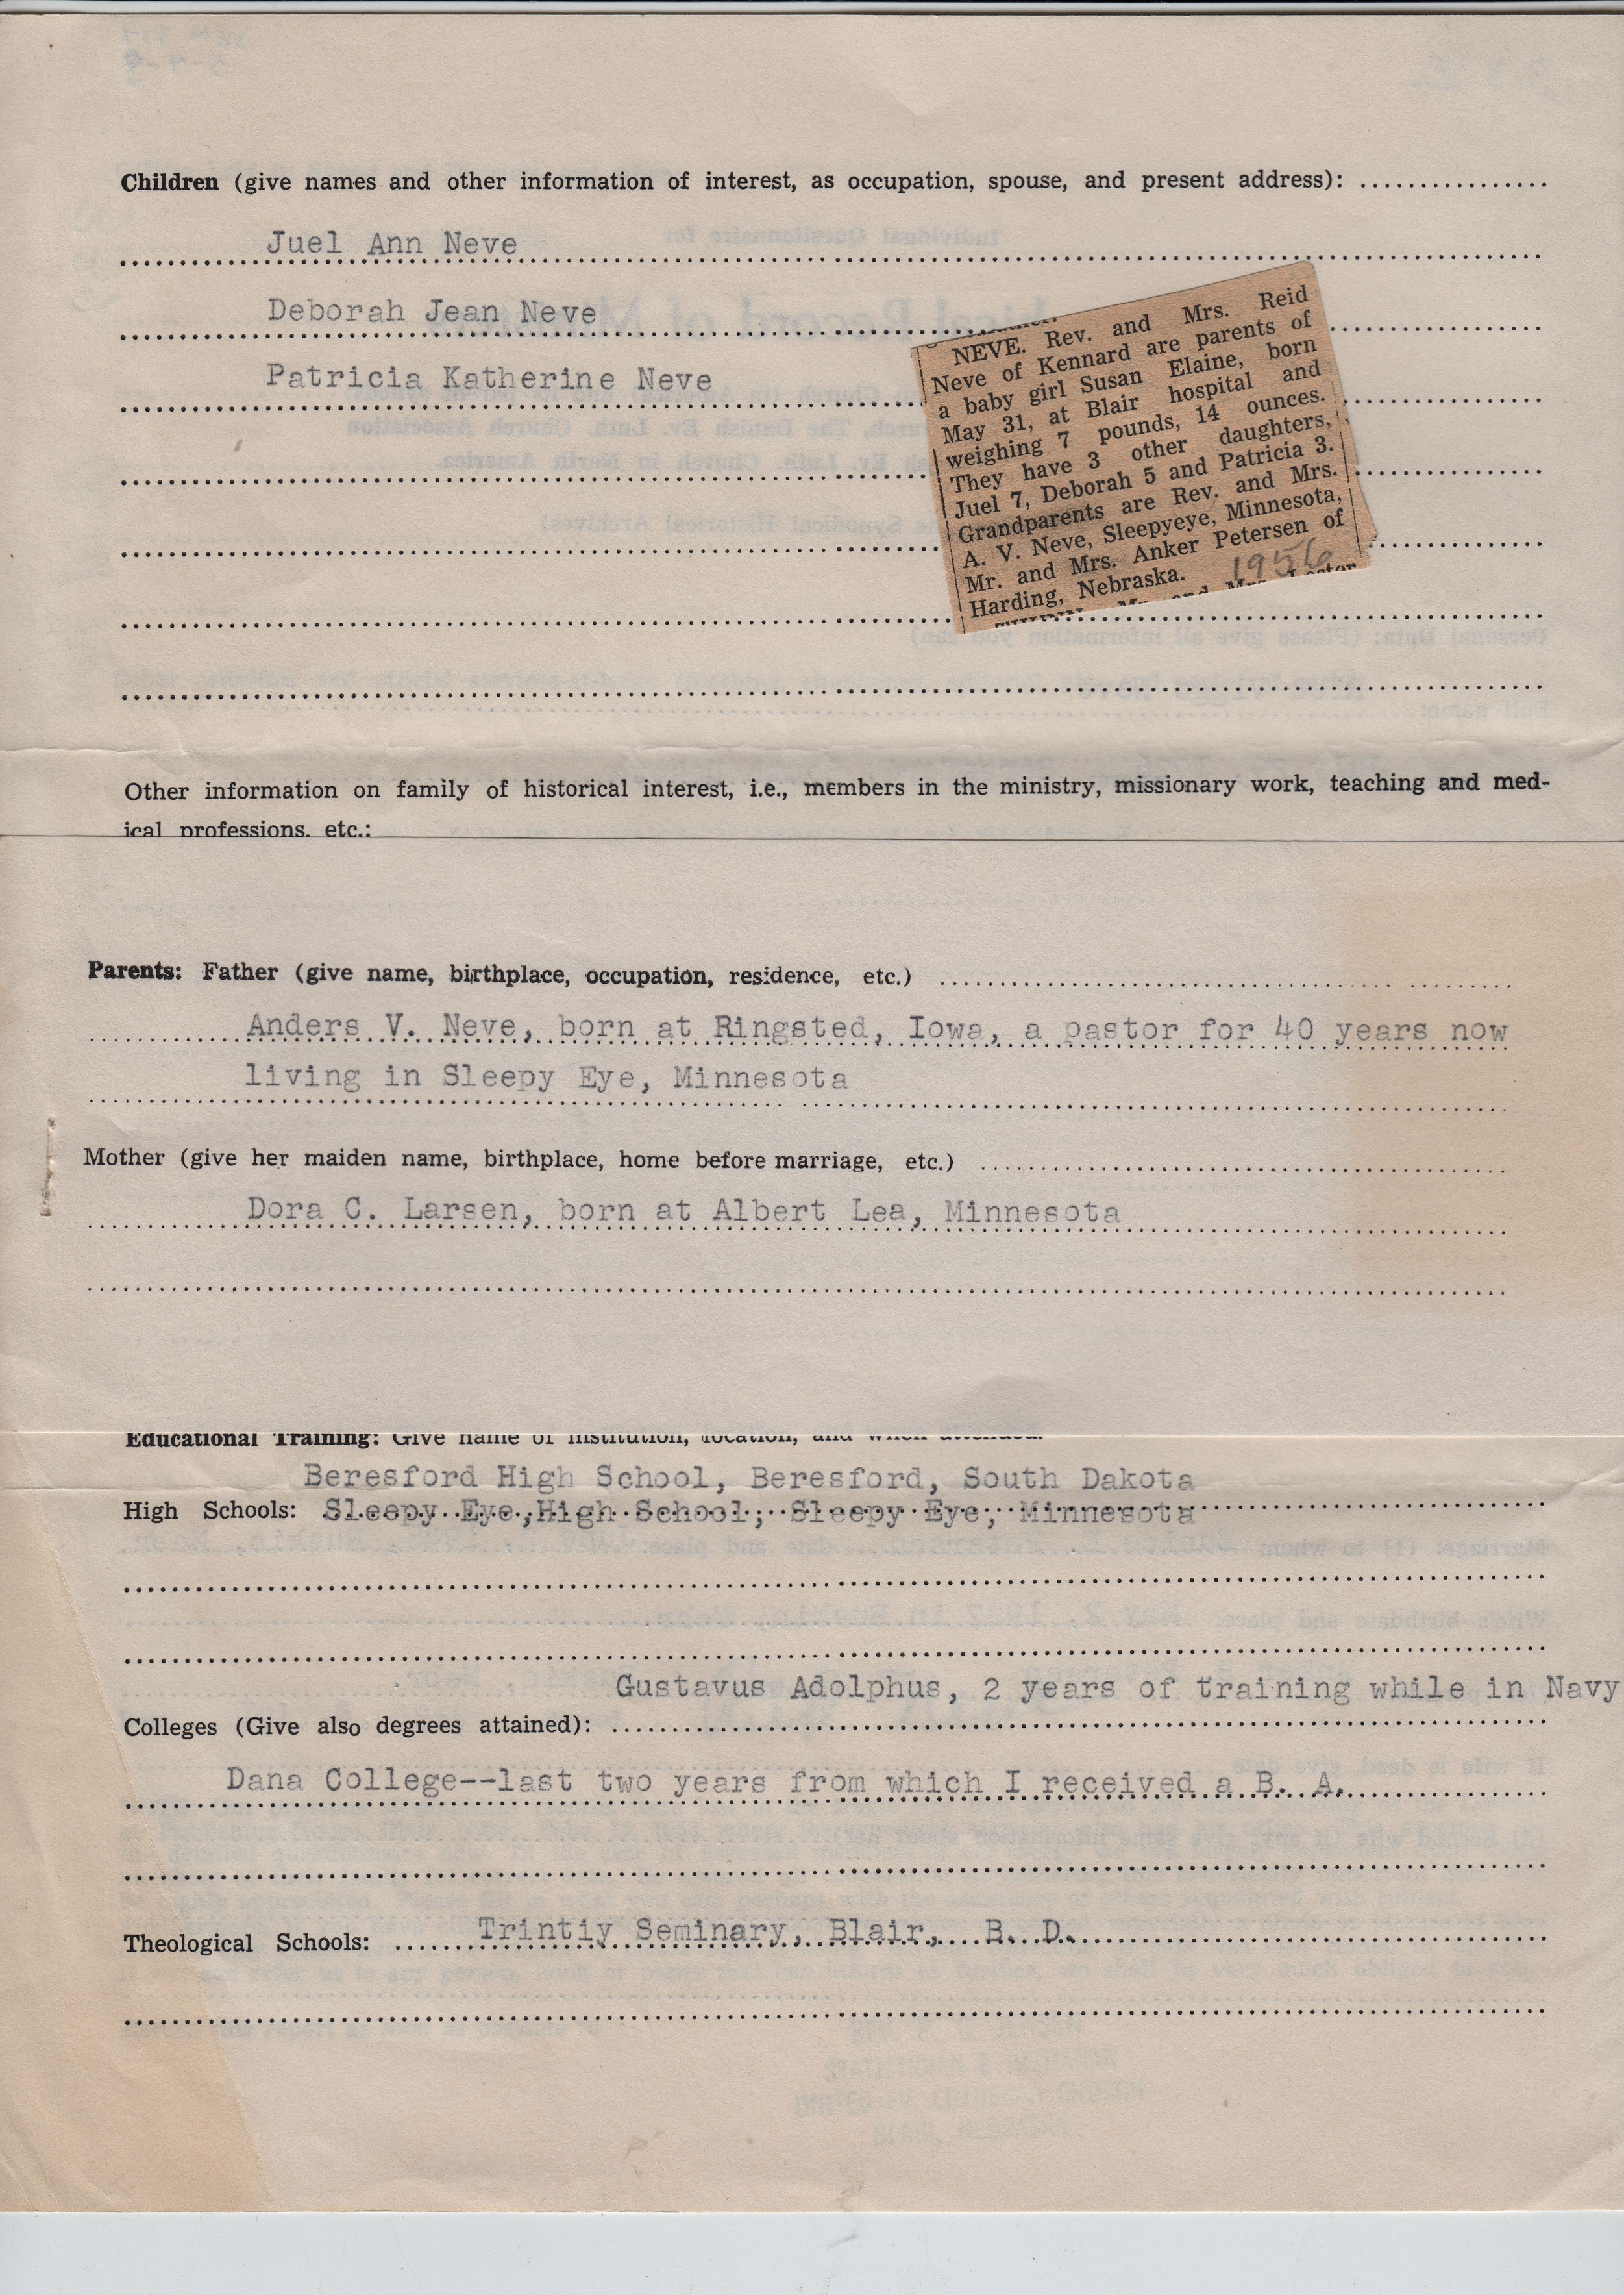 Children (give names and other information of interest, as occupation, spouse, and present address):
Juel Ann Neve
Deborah Jean Neve
Patricia Katherine Neve
NEVE. Rev. and Mrs. Reid
Neve of Kennard are parents of
a baby girl Susan Elaine, born
May 31, at Blair hospital and
weighing 7 pounds, 14 ounces.
They have 3 other daughters,
Juel 7, Deborah 5 and Patricia 3.
Grandparents are Rev. and Mrs.
A. V. Neve, Sleepyeye, Minnesota,
Mr. and Mrs. Anker Petersen of
Harding, Nebraska. 1956
Other information on family of historical interest, i.e., members in the ministry, missionary work, teaching and med-
ical professions, etc.:
Parents: Father (give name, birthplace, occupation, residence, etc.)
Anders V. Neve, born at Ringsted, Iowa, a pastor for 40 years now
living in Sleepy Eye, Minnesota
Mother (give her maiden name, birthplace, home before marriage, etc.)
Dora C. Larsen, born at Albert Lea, Minnesota
Educational Training: Give name of institution, location, and when attended.
Beresford High School, Beresford, South Dakota
High Schools: Sleepy Eye, High School, Sleepy Eye, Minnesota
Gustavus Adolphus, 2 years of training while in Navy
Colleges (Give also degrees attained):
Dana College--last two years from which I received a B. A.
Theological Schools: Trintiy Seminary, Blair, B. D.